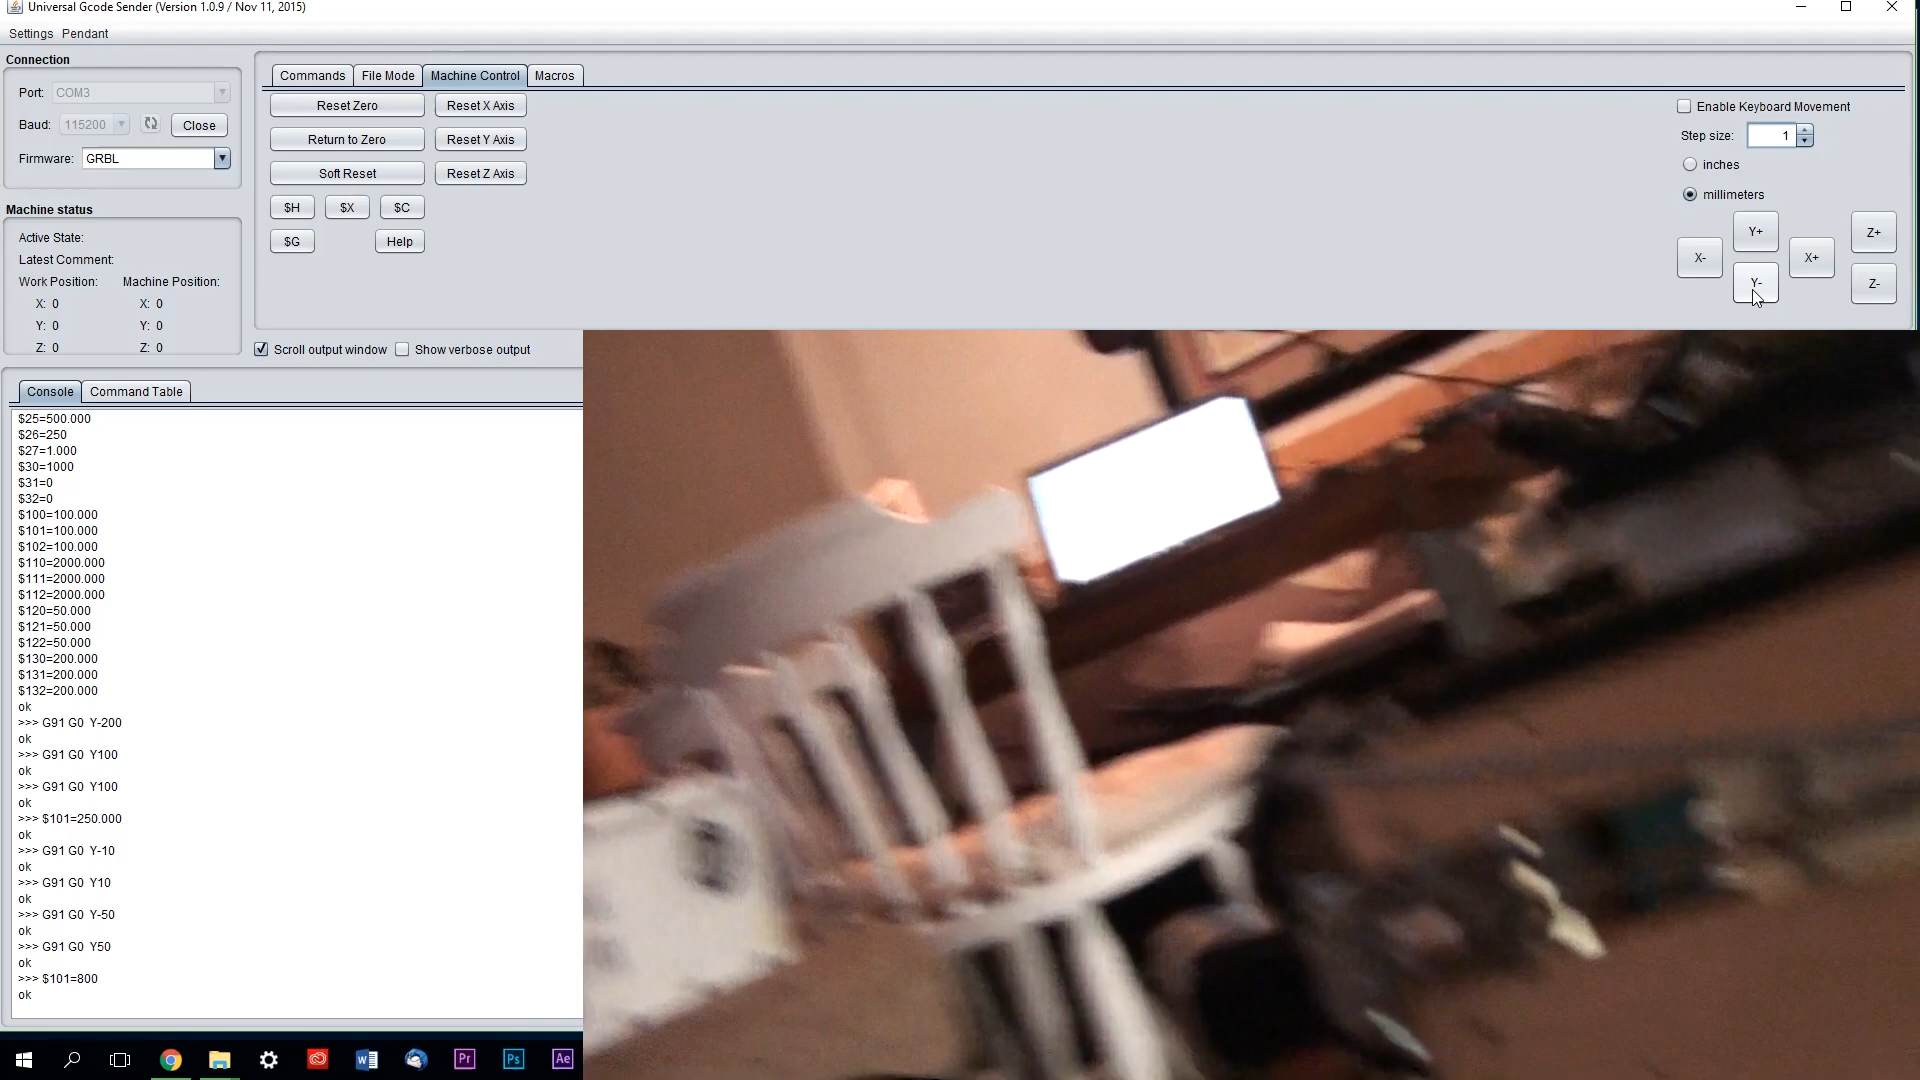 Universal Gcode Sender (Version 1.0.9 / Nov 11, 2015)
Settings Pendant
Connection
Port: COM3
Baud: 115200 Close
Firmware: GRBL
Machine status
Active State:
Latest Comment:
Work Position: Machine Position:
X: 0 X: 0
Y: 0 Y: 0
Z: 0 Z: 0
Commands File Mode Machine Control Macros
Reset Zero Reset X Axis
Return to Zero Reset Y Axis
Soft Reset Reset Z Axis
$H $X $C
$G Help
Enable Keyboard Movement
Step size: 1
inches
millimeters
Y+ Z+
X- X+
Y- Z-
Scroll output window Show verbose output
Console Command Table
$25=500.000
$26=250
$27=1.000
$30=1000
$31=0
$32=0
$100=100.000
$101=100.000
$102=100.000
$110=2000.000
$111=2000.000
$112=2000.000
$120=50.000
$121=50.000
$122=50.000
$130=200.000
$131=200.000
$132=200.000
ok
>>> G91 G0 Y-200
ok
>>> G91 G0 Y100
ok
>>> G91 G0 Y100
ok
>>> $101=250.000
ok
>>> G91 G0 Y-10
ok
>>> G91 G0 Y10
ok
>>> G91 G0 Y-50
ok
>>> G91 G0 Y50
ok
>>> $101=800
ok
Pr Ps Ae